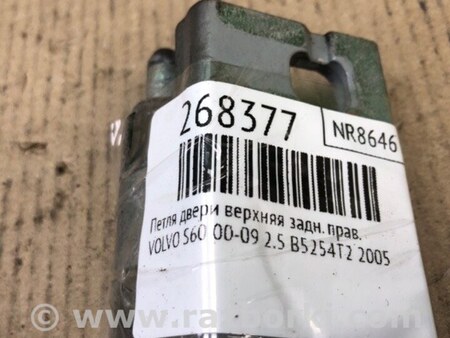 268377
NR8646
Петля двери верхняя задн. прав.
VOLVO S60 00-09 2.5 B5254T2 2005